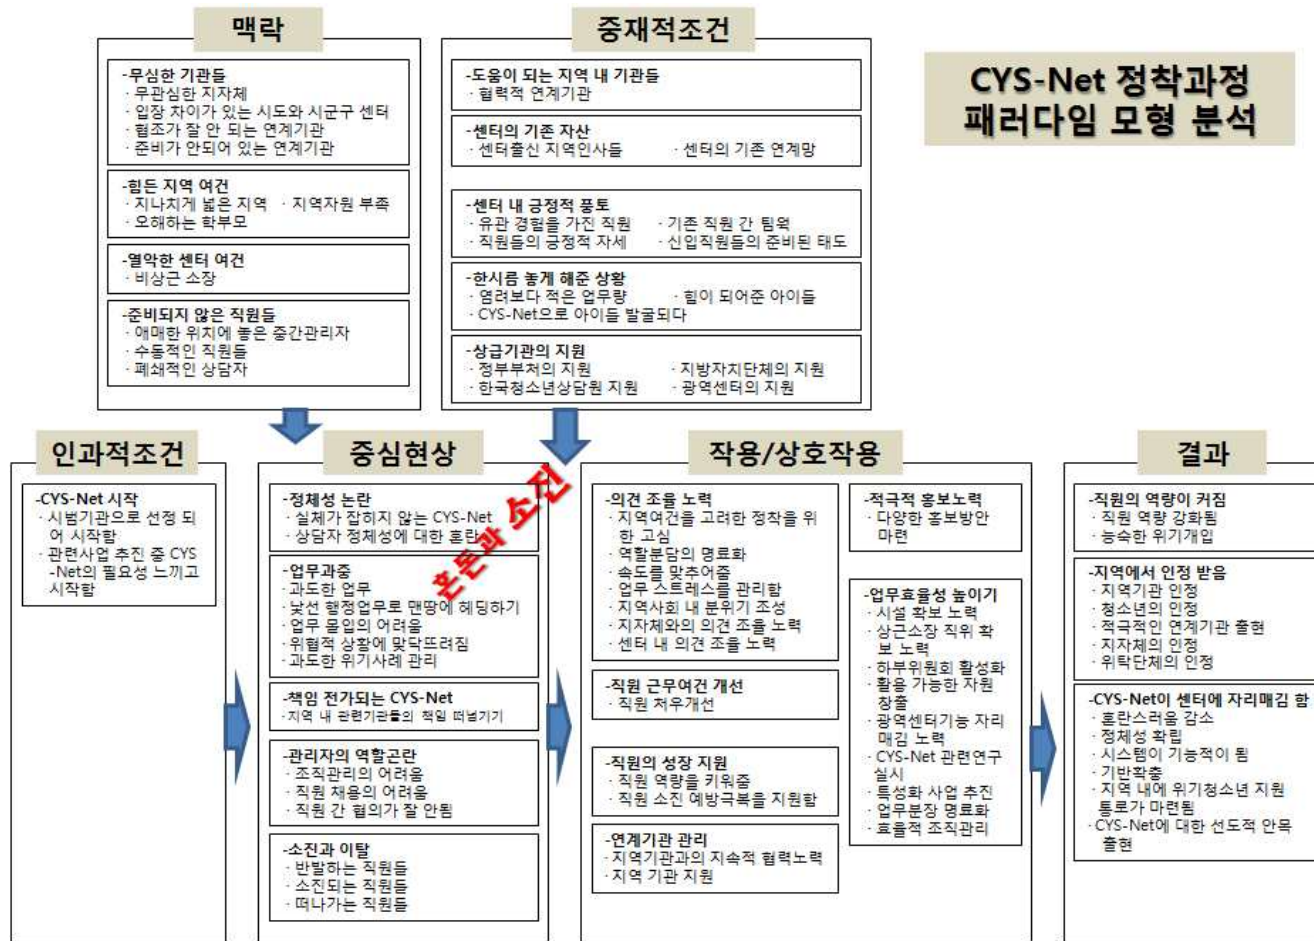 맥락
-무심한 기관들
· 무관심한 지자체
· 입장 차이가 있는 시도와 시군구 센터
· 협조가 잘 안 되는 연계기관
· 준비가 안되어 있는 연계기관
-힘든 지역 여건
· 지나치게 넓은 지역 · 지역자원 부족
· 오해하는 학부모
-열악한 센터 여건
· 비상근 소장
-준비되지 않은 직원들
· 애매한 위치에 놓은 중간관리자
· 수동적인 직원들
· 폐쇄적인 상담자
중재적조건
-도움이 되는 지역 내 기관들
· 협력적 연계기관
-센터의 기존 자산
· 센터출신 지역인사들 · 센터의 기존 연계망
-센터 내 긍정적 풍토
· 유관 경험을 가진 직원 · 기존 직원 간 팀웍
· 직원들의 긍정적 자세 · 신입직원들의 준비된 태도
-한시름 놓게 해준 상황
· 염려보다 적은 업무량 · 힘이 되어준 아이들
· CYS-Net으로 아이들 발굴되다
-상급기관의 지원
· 정부부처의 지원 · 지방자치단체의 지원
· 한국청소년상담원 지원 · 광역센터의 지원
CYS-Net 정착과정
패러다임 모형 분석
인과적조건
-CYS-Net 시작
· 시범기관으로 선정 되
어 시작함
· 관련사업 추진 중 CYS
-Net의 필요성 느끼고
시작함
중심현상
-정체성 논란
· 실체가 잡히지 않는 CYS-Net
· 상담자 정체성에 대한 혼란
-업무과중
· 과도한 업무
· 낯선 행정업무로 맨땅에 헤딩하기
· 업무 몰입의 어려움
· 위협적 상황에 맞닥뜨려짐
· 과도한 위기사례 관리
-책임 전가되는 CYS-Net
· 지역 내 관련기관들의 책임 떠넘기기
-관리자의 역할곤란
· 조직관리의 어려움
· 직원 채용의 어려움
· 직원 간 협의가 잘 안됨
-소진과 이탈
· 반발하는 직원들
· 소진되는 직원들
· 떠나가는 직원들
혼돈과 소진
작용/상호작용
-의견 조율 노력
· 지역여건을 고려한 정착을 위
한 고심
· 역할분담의 명료화
· 속도를 맞추어줌
· 업무 스트레스를 관리함
· 지역사회 내 분위기 조성
· 지자체와의 의견 조율 노력
· 센터 내 의견 조율 노력
-직원 근무여건 개선
· 직원 처우개선
-직원의 성장 지원
· 직원 역량을 키워줌
· 직원 소진 예방극복을 지원함
-연계기관 관리
· 지역기관과의 지속적 협력노력
· 지역 기관 지원
-적극적 홍보노력
· 다양한 홍보방안
마련
-업무효율성 높이기
· 시설 확보 노력
· 상근소장 직위 확
보 노력
· 하부위원회 활성화
· 활용 가능한 자원
창출
· 광역센터기능 자리
매김 노력
· CYS-Net 관련연구
실시
· 특성화 사업 추진
· 업무분장 명료화
· 효율적 조직관리
결과
-직원의 역량이 커짐
· 직원 역량 강화됨
· 능숙한 위기개입
-지역에서 인정 받음
· 지역기관 인정
· 청소년의 인정
· 적극적인 연계기관 출현
· 지자체의 인정
· 위탁단체의 인정
-CYS-Net이 센터에 자리매김 함
· 혼란스러움 감소
· 정체성 확립
· 시스템이 기능적이 됨
· 기반확충
· 지역 내에 위기청소년 지원
통로가 마련됨
· CYS-Net에 대한 선도적 안목
출현